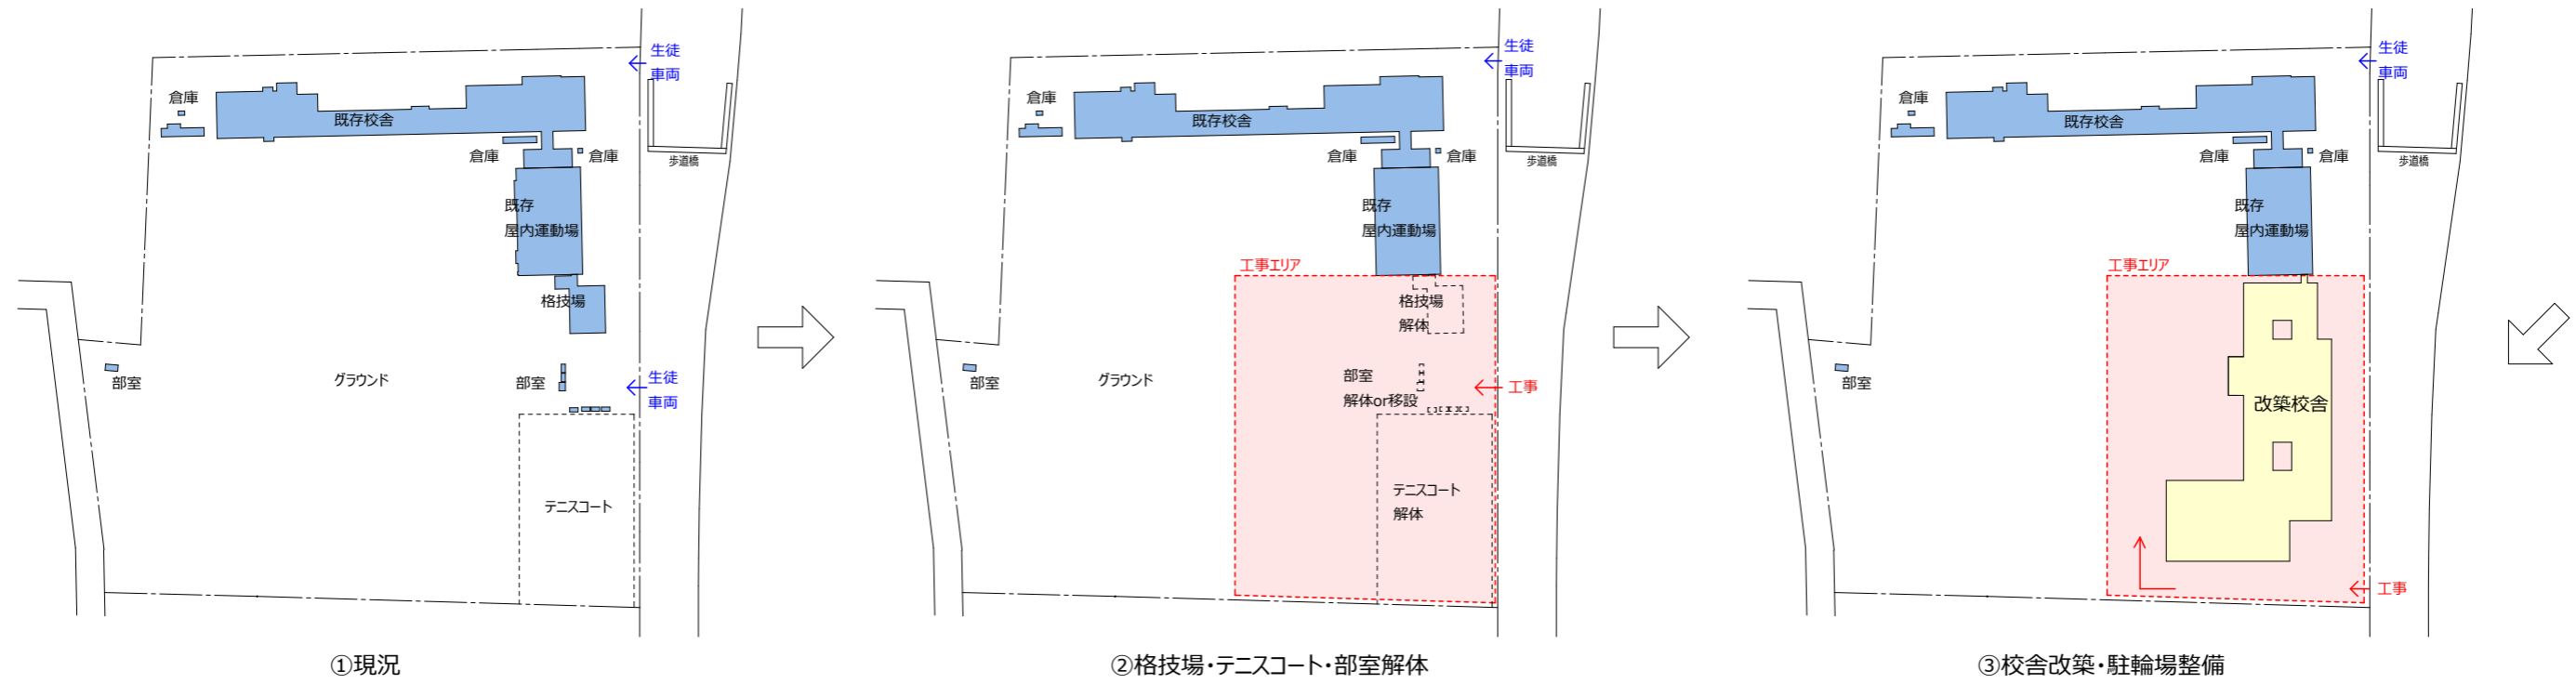 生徒
車両
倉庫
既存校舎
倉庫
倉庫
歩道橋
既存
屋内運動場
格技場
部室
グラウンド
部室
生徒
車両
テニスコート
①現況
生徒
車両
倉庫
既存校舎
倉庫
倉庫
歩道橋
既存
屋内運動場
工事エリア
格技場
解体
部室
グラウンド
部室
解体or移設
工事
テニスコート
解体
②格技場・テニスコート・部室解体
生徒
車両
倉庫
既存校舎
倉庫
倉庫
歩道橋
既存
屋内運動場
工事エリア
部室
改築校舎
工事
③校舎改築・駐輪場整備